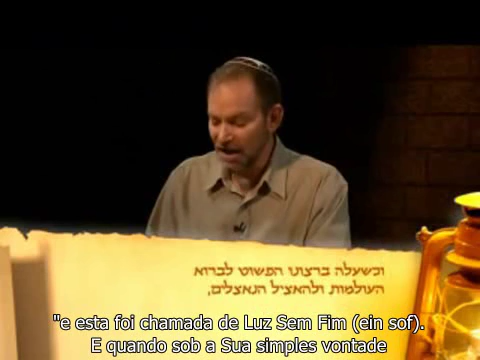 וכשעלה ברצונו הפשוט לברוא
העולמות ולהאציל הנאצלים,
"e esta foi chamada de Luz Sem Fim (ein sof).
E quando sob a Sua simples vontade